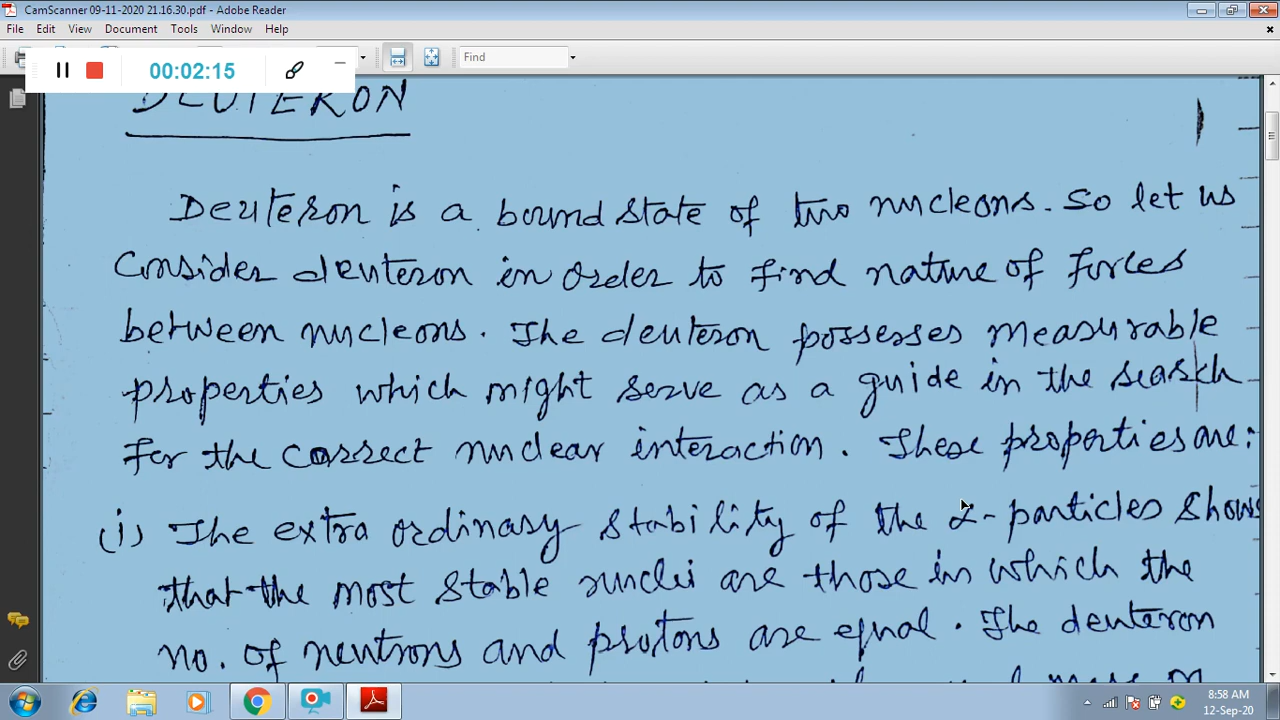 CamScanner 09-11-2020 21.16.30.pdf - Adobe Reader
File Edit View Document Tools Window Help
00:02:15
Find
DEUTERON
Deuteron is a bound state of two nucleons. So let us
Consider deuteron in order to find nature of forces
between nucleons. The deuteron possesses measurable
properties which might serve as a guide in the search
for the correct nuclear interaction. These properties are:
(i) The extra ordinary stability of the α-particles shows
that the most stable nuclei are those in which the
no. of neutrons and protons are equal. The deuteron
8:58 AM
12-Sep-20